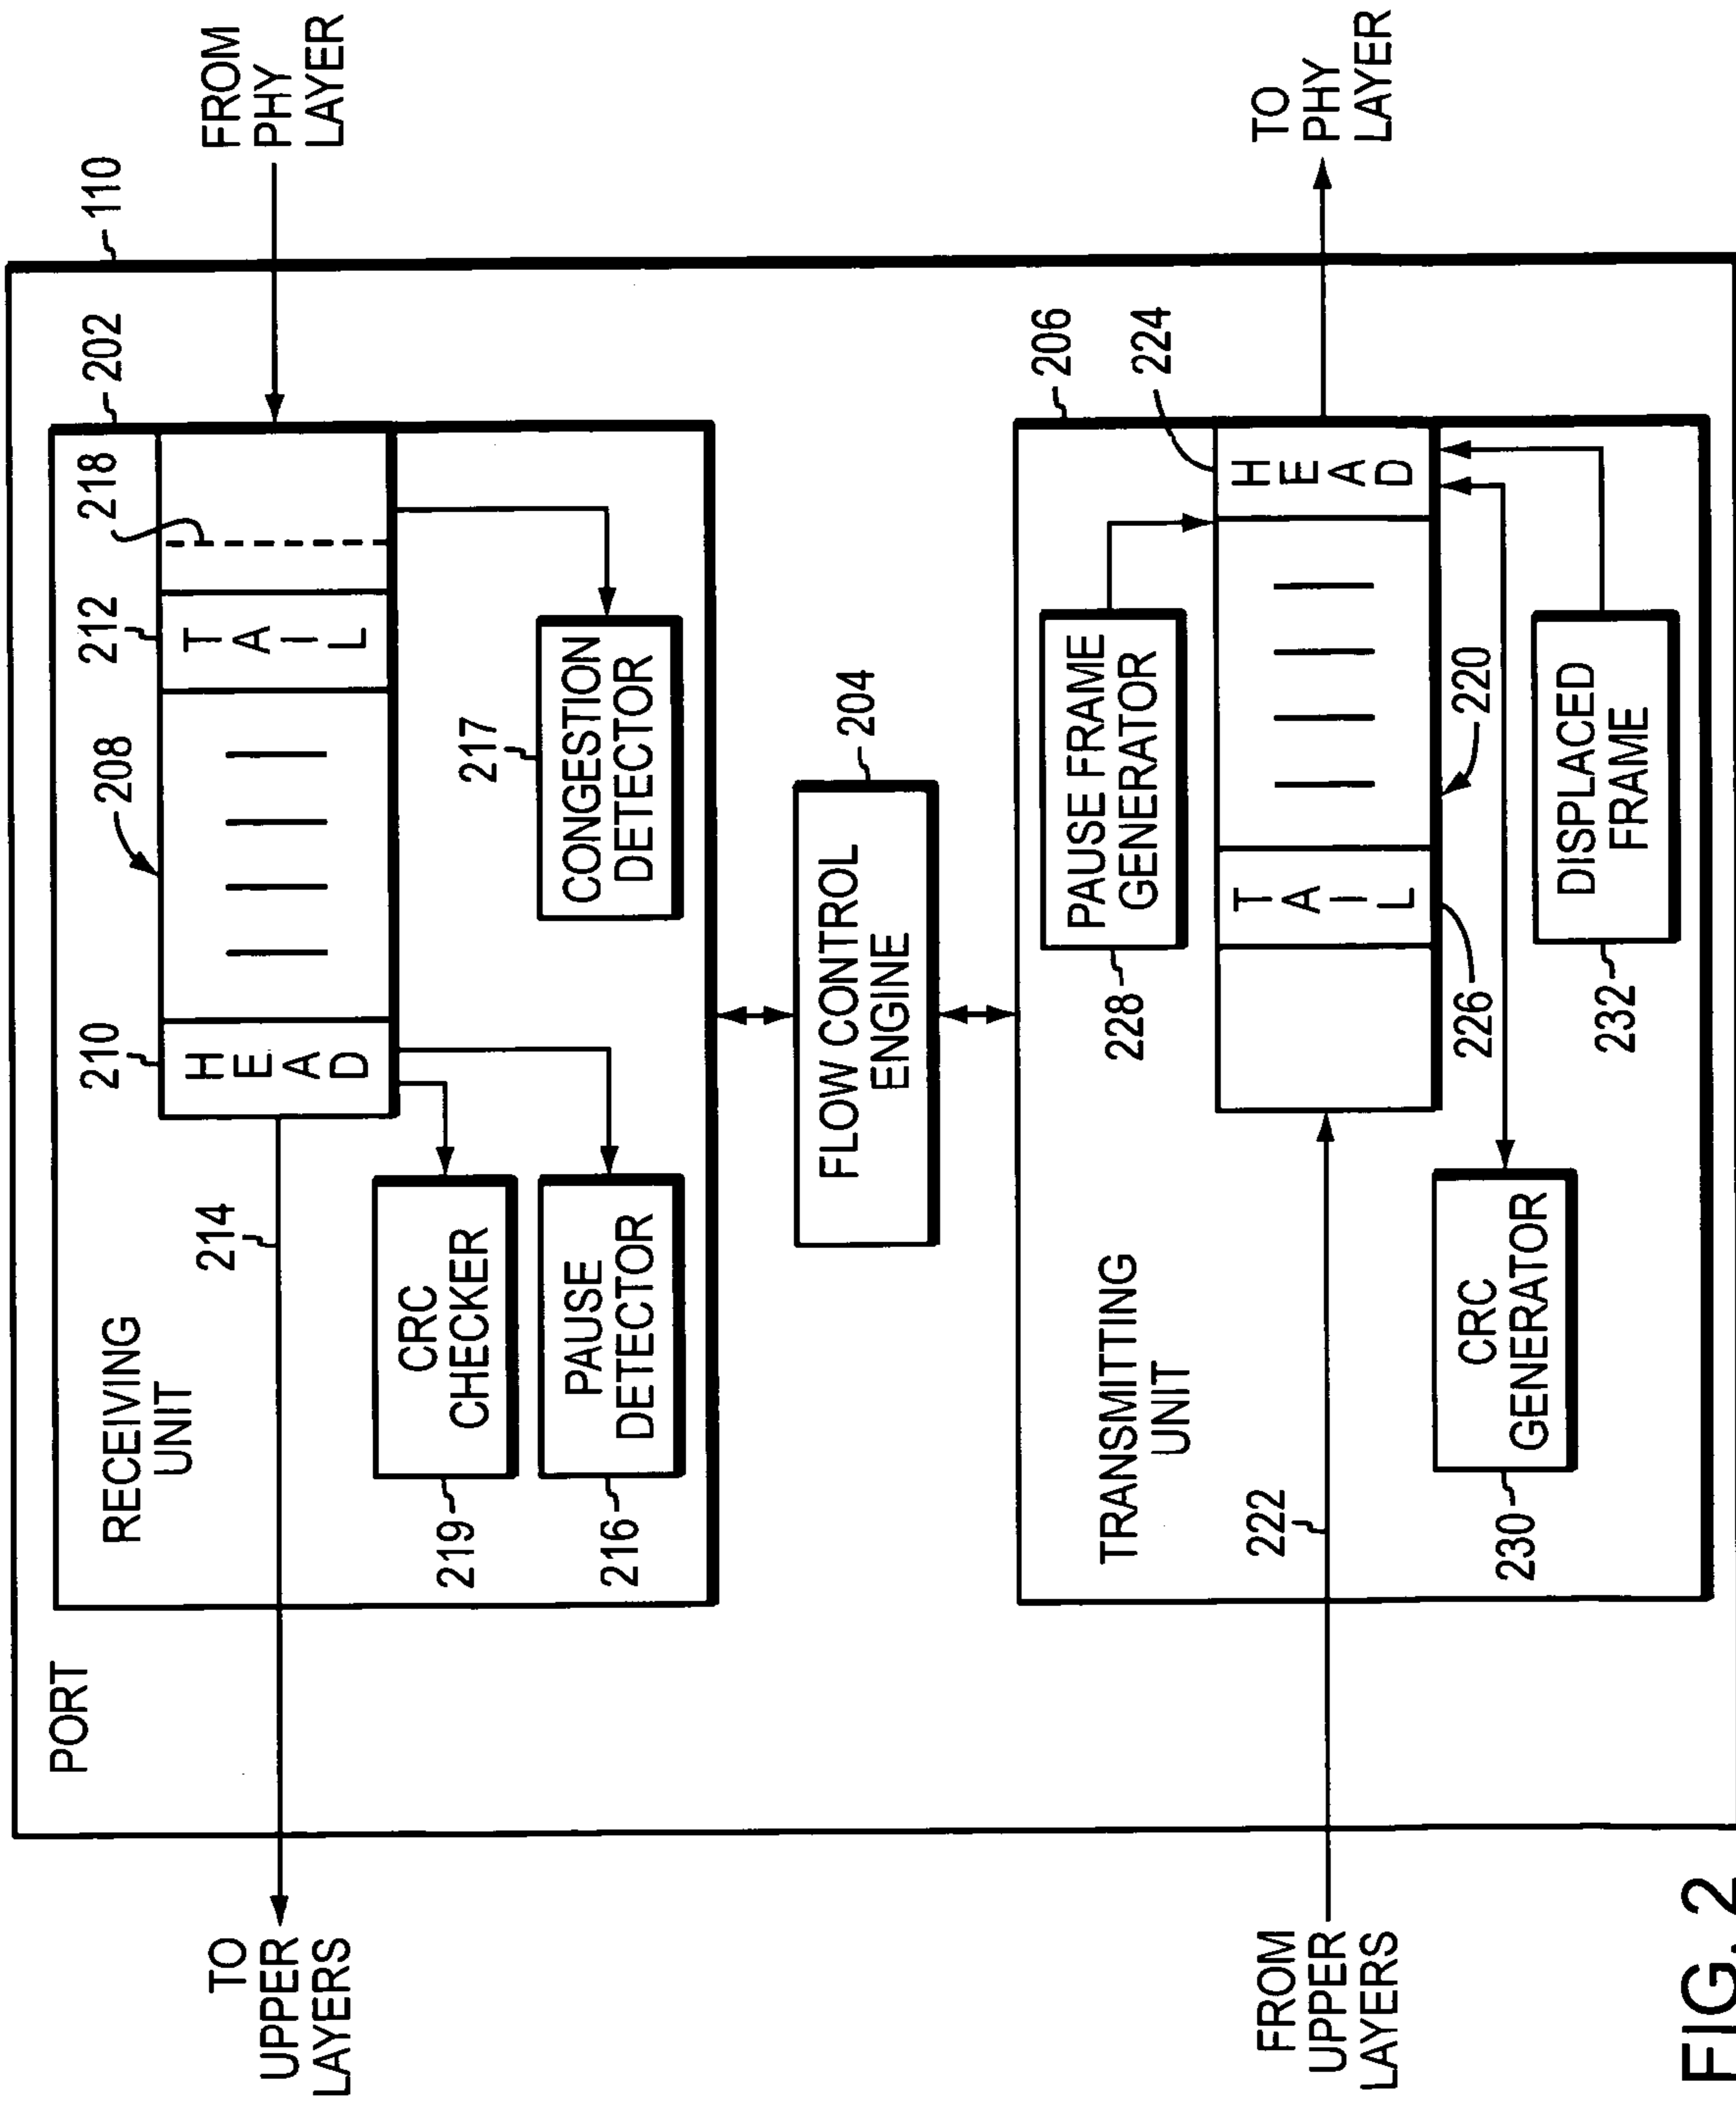 PORT
110
RECEIVING
UNIT
202
TO
UPPER
LAYERS
214
210
HEAD
208
212
TAIL
218
FROM
PHY
LAYER
219
CRC
CHECKER
216
PAUSE
DETECTOR
217
CONGESTION
DETECTOR
FLOW CONTROL
ENGINE
204
TRANSMITTING
UNIT
206
228
PAUSE FRAME
GENERATOR
224
FROM
UPPER
LAYERS
222
TAIL
HEAD
TO
PHY
LAYER
226
220
230
CRC
GENERATOR
232
DISPLACED
FRAME
FIG. 2